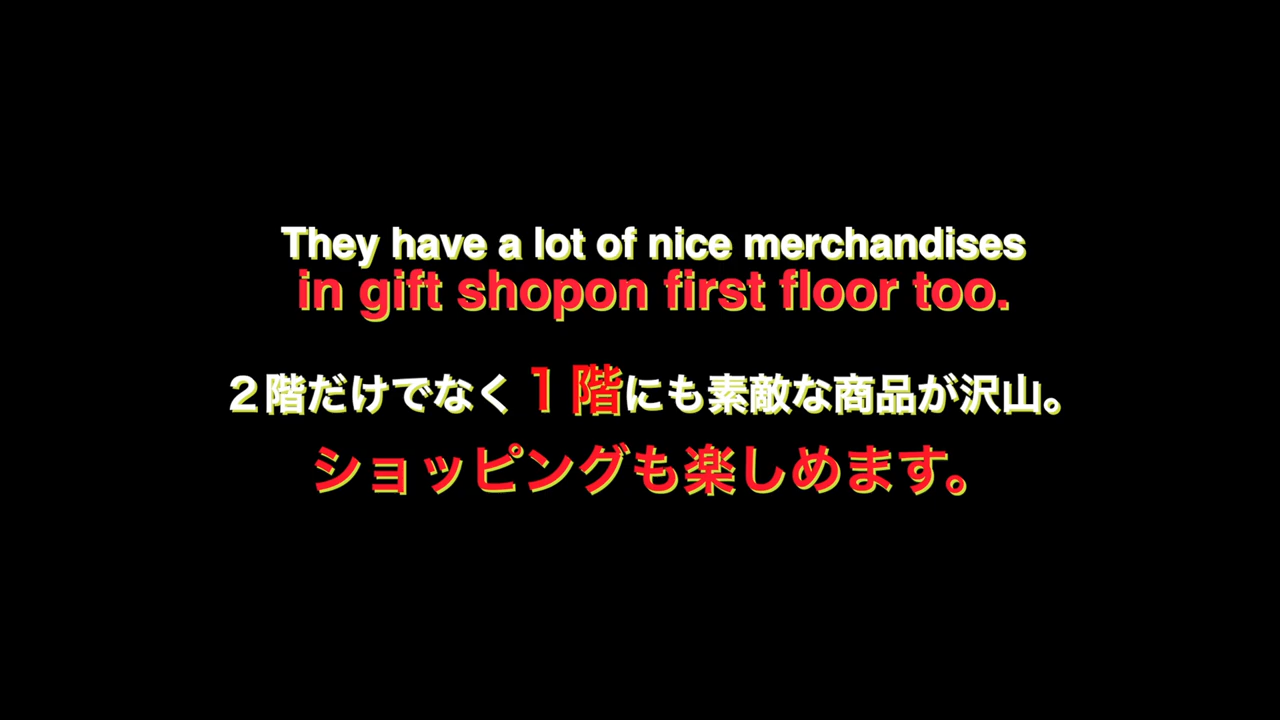 They have a lot of nice merchandises
in gift shopon first floor too.
２階だけでなく１階にも素敵な商品が沢山。
ショッピングも楽しめます。